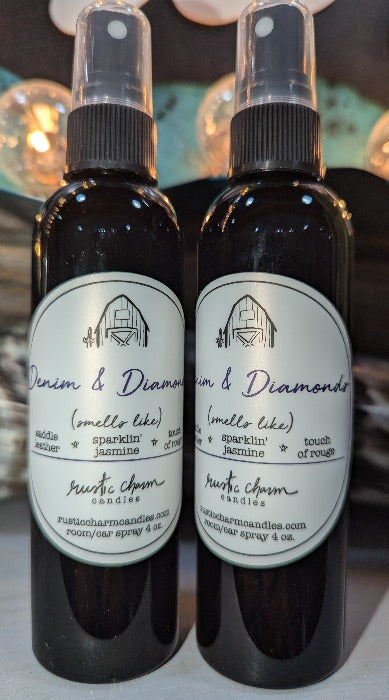 Denim & Diamonds
(smells like)
saddle leather ☆ sparklin' jasmine ☆ touch of rouge
rustic charm
candles
rusticcharmcandles.com
room/car spray 4 oz.
nim & Diamonds
(smells like)
sparklin' jasmine ☆ touch of rouge
rustic charm
candles
rusticcharmcandles.com
room/car spray 4 oz.